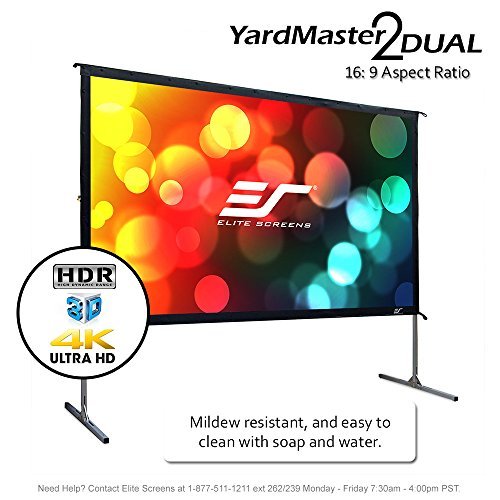 YardMaster2DUAL
16: 9 Aspect Ratio
ES
ELITE SCREENS
HDR
HIGH DYNAMIC RANGE
3D
4K
ULTRA HD
Mildew resistant, and easy to
clean with soap and water.
Need Help? Contact Elite Screens at 1-877-511-1211 ext 262/239 Monday - Friday 7:30am - 4:00pm PST.